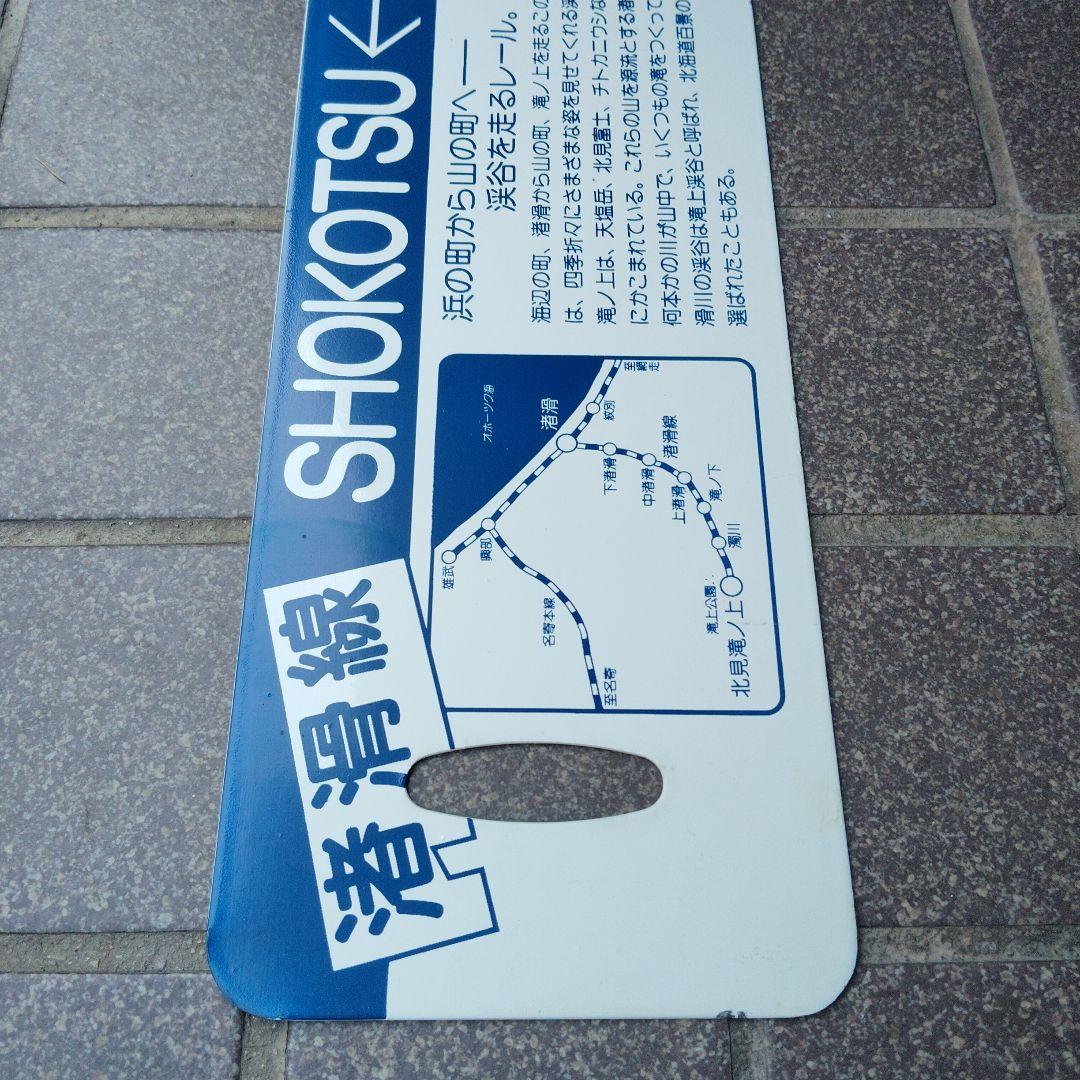 渚滑線
SHOKOTSU←
浜の町から山の町へ──
渓谷を走るレール。
海辺の町、渚滑から山の町、滝ノ上を走るこの
は、四季折々にさまざまな姿を見せてくれる渓
滝ノ上は、天塩岳、北見富士、チトカニウシな
にかこまれている。これらの山を源流とする渚
何本かの川が山中で、いくつもの滝をつくって
滑川の渓谷は滝上渓谷と呼ばれ、北海道百景の
選ばれたこともある。
オホーツク海
雄武
興部
渚滑
紋別
至網走
名寄本線
至名寄
下渚滑
中渚滑
渚滑線
上渚滑
滝ノ下
濁川
滝上公園∴
北見滝ノ上